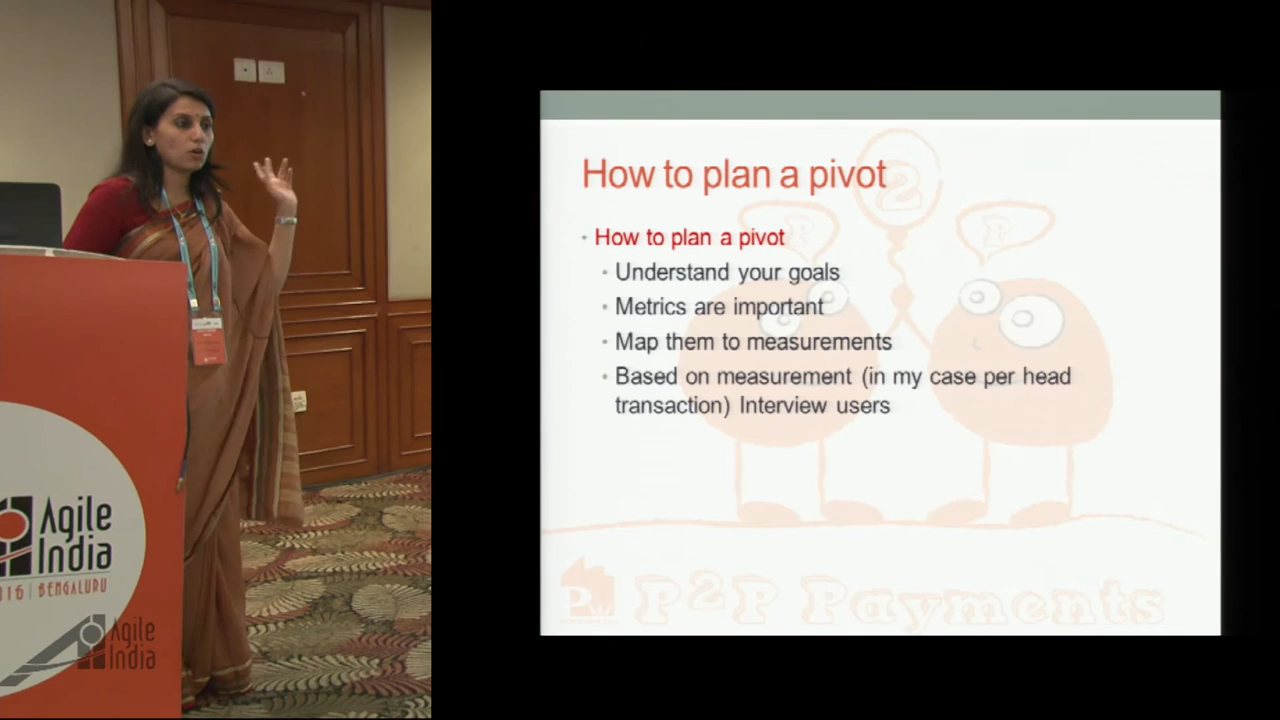 How to plan a pivot
• How to plan a pivot
• Understand your goals
• Metrics are important
• Map them to measurements
• Based on measurement (in my case per head
transaction) Interview users
P
2
P
P
P2P Payments
Agile
India
2016 | BENGALURU
Agile
India